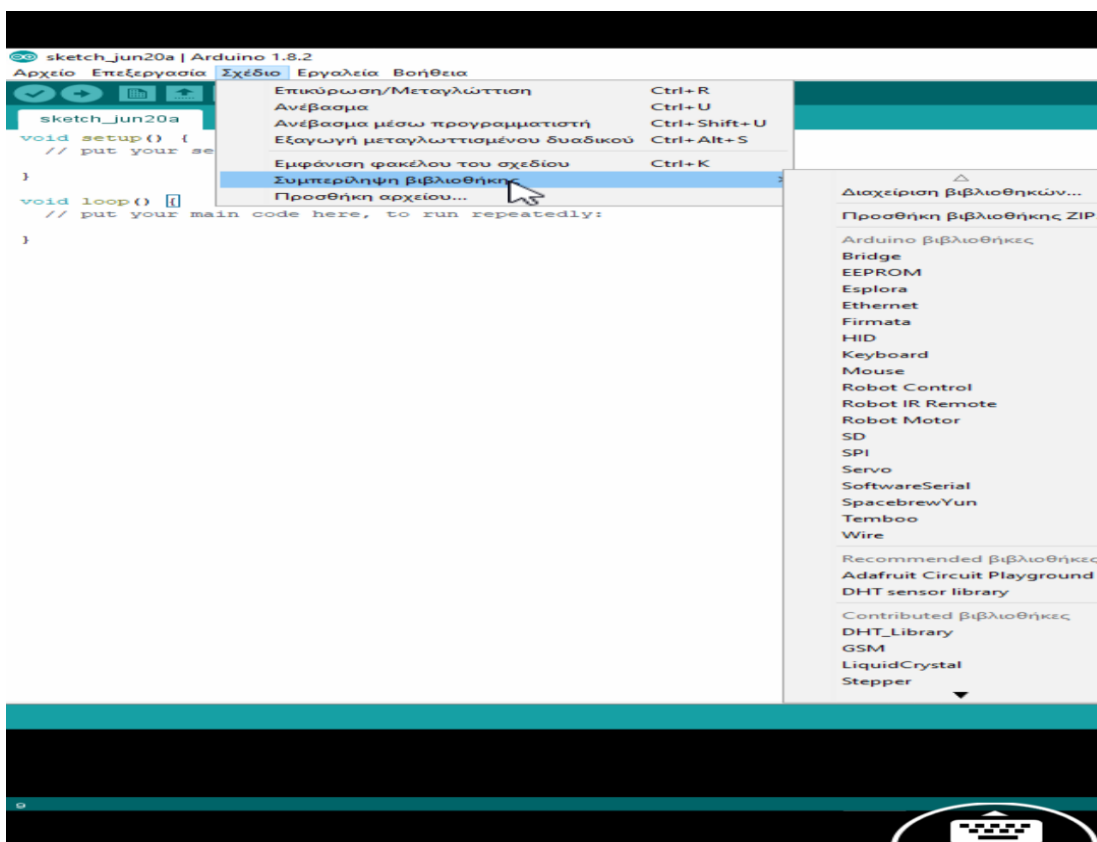 sketch_jun20a | Arduino 1.8.2
Αρχείο Επεξεργασία Σχέδιο Εργαλεία Βοήθεια
Επικύρωση/Μεταγλώττιση Ctrl+R
Ανέβασμα Ctrl+U
Ανέβασμα μέσω προγραμματιστή Ctrl+Shift+U
Εξαγωγή μεταγλωττισμένου δυαδικού Ctrl+Alt+S
Εμφάνιση φακέλου του σχεδίου Ctrl+K
Συμπερίληψη βιβλιοθήκης
Προσθήκη αρχείου...
sketch_jun20a
void setup() {
// put your se
}
void loop() {
// put your main code here, to run repeatedly:
}
Διαχείριση βιβλιοθηκών...
Προσθήκη βιβλιοθήκης ZIP
Arduino βιβλιοθήκες
Bridge
EEPROM
Esplora
Ethernet
Firmata
HID
Keyboard
Mouse
Robot Control
Robot IR Remote
Robot Motor
SD
SPI
Servo
SoftwareSerial
SpacebrewYun
Temboo
Wire
Recommended βιβλιοθήκες
Adafruit Circuit Playground
DHT sensor library
Contributed βιβλιοθήκες
DHT_Library
GSM
LiquidCrystal
Stepper
9